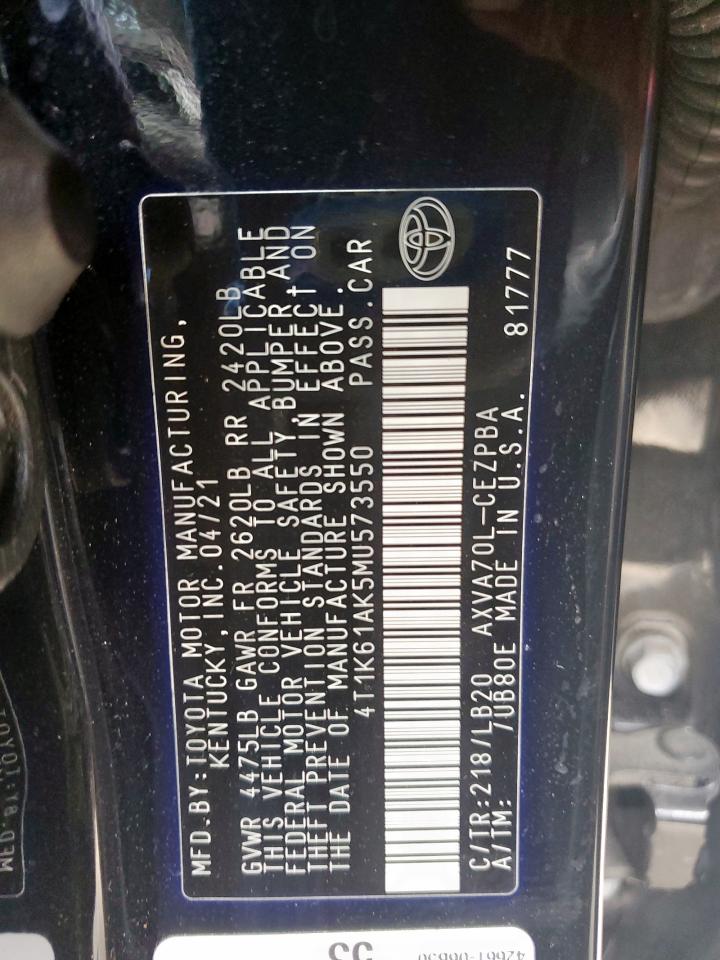 MFD.BY:TOYOTA MOTOR MANUFACTURING,
KENTUCKY, INC.04/21
GVWR 4475LB GAWR FR 2620LB RR 2420LB
THIS VEHICLE CONFORMS TO ALL APPLICABLE
FEDERAL MOTOR VEHICLE SAFETY BUMPER AND
THEFT PREVENTION STANDARDS IN EFFECT ON
THE DATE OF MANUFACTURE SHOWN ABOVE.
4T1K61AK5MU573550 PASS.CAR
C/TR:218/LB20 AXVA70L-CEZPBA
A/TM: /UB80E MADE IN U.S.A. 81777